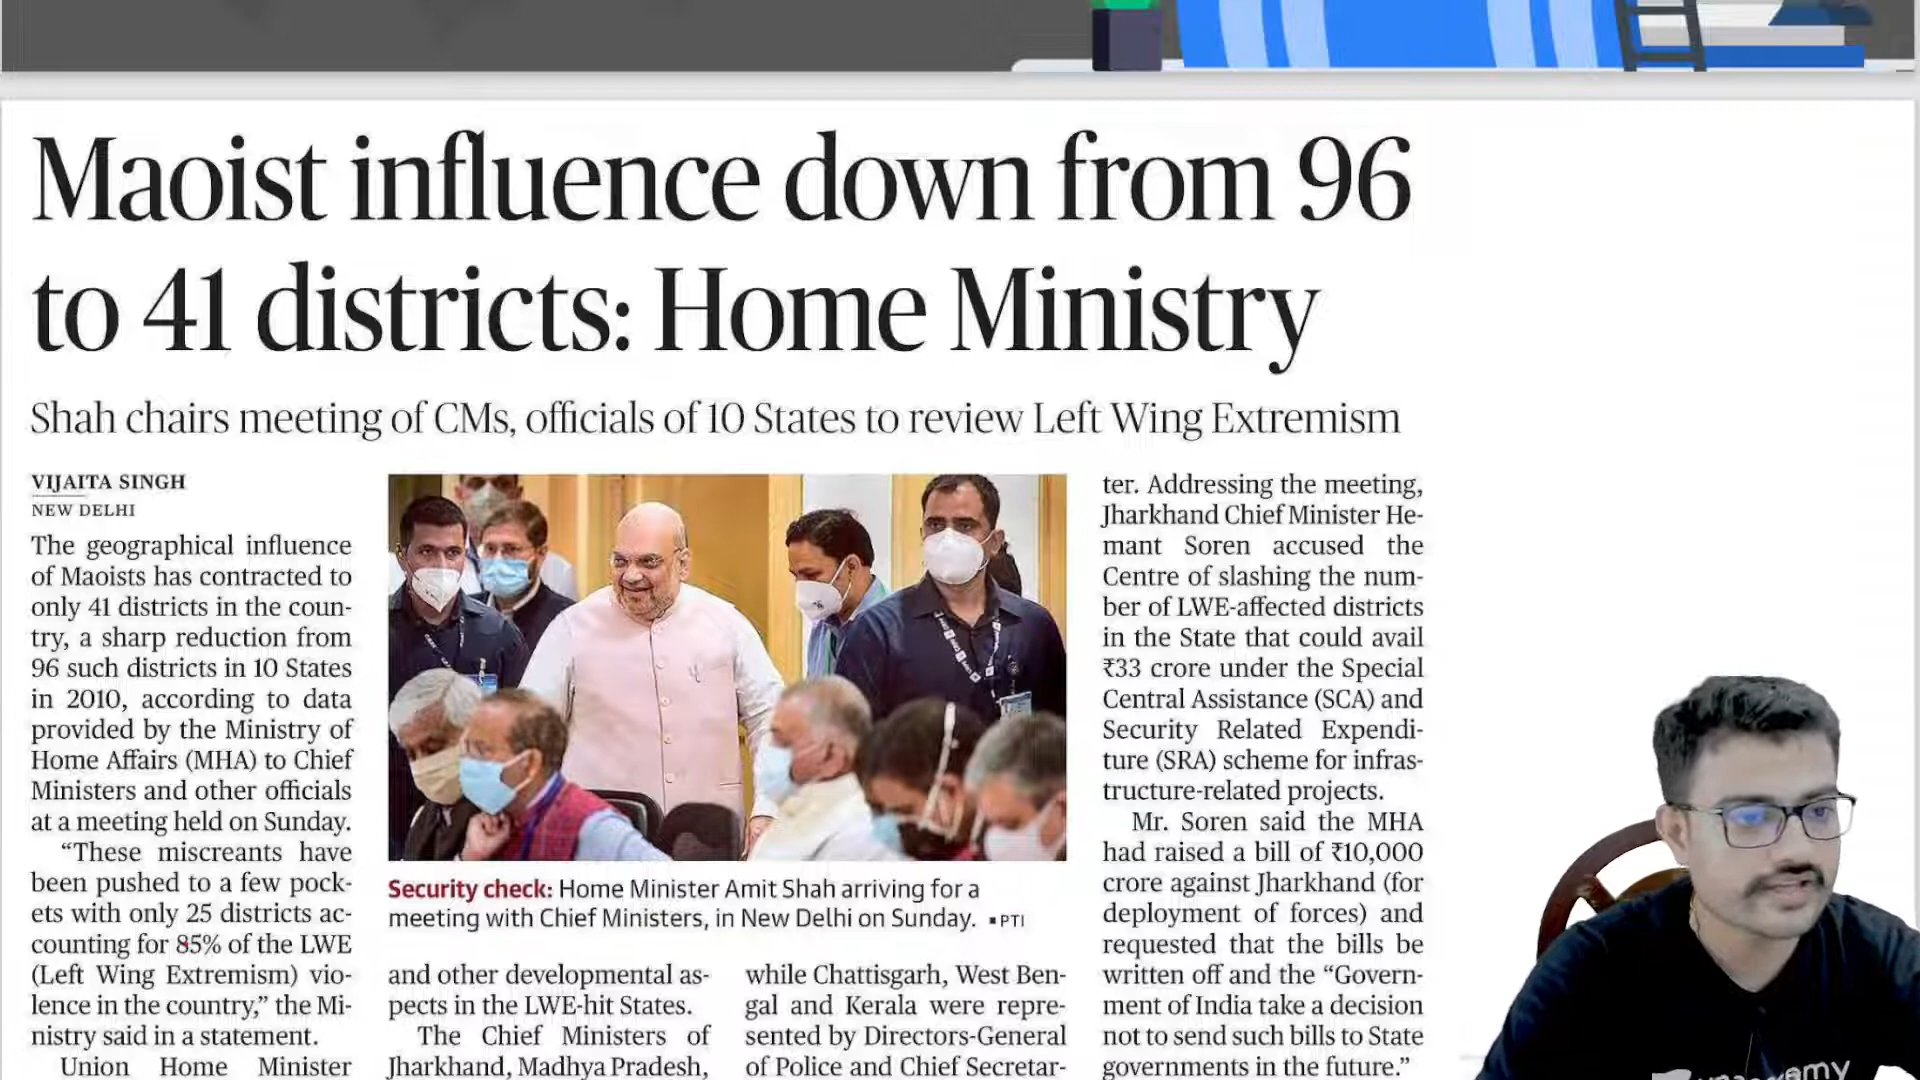 Maoist influence down from 96
to 41 districts: Home Ministry
Shah chairs meeting of CMs, officials of 10 States to review Left Wing Extremism
VIJAITA SINGH
NEW DELHI
The geographical influence
of Maoists has contracted to
only 41 districts in the coun-
try, a sharp reduction from
96 such districts in 10 States
in 2010, according to data
provided by the Ministry of
Home Affairs (MHA) to Chief
Ministers and other officials
at a meeting held on Sunday.
“These miscreants have
been pushed to a few pock-
ets with only 25 districts ac-
counting for 85% of the LWE
(Left Wing Extremism) vio-
lence in the country,” the Mi-
nistry said in a statement.
Union Home Minister
Security check: Home Minister Amit Shah arriving for a
meeting with Chief Ministers, in New Delhi on Sunday. ▪PTI
and other developmental as-
pects in the LWE-hit States.
The Chief Ministers of
Jharkhand, Madhya Pradesh,
while Chattisgarh, West Ben-
gal and Kerala were repre-
sented by Directors-General
of Police and Chief Secretar-
ter. Addressing the meeting,
Jharkhand Chief Minister He-
mant Soren accused the
Centre of slashing the num-
ber of LWE-affected districts
in the State that could avail
₹33 crore under the Special
Central Assistance (SCA) and
Security Related Expendi-
ture (SRA) scheme for infras-
tructure-related projects.
Mr. Soren said the MHA
had raised a bill of ₹10,000
crore against Jharkhand (for
deployment of forces) and
requested that the bills be
written off and the “Govern-
ment of India take a decision
not to send such bills to State
governments in the future.”